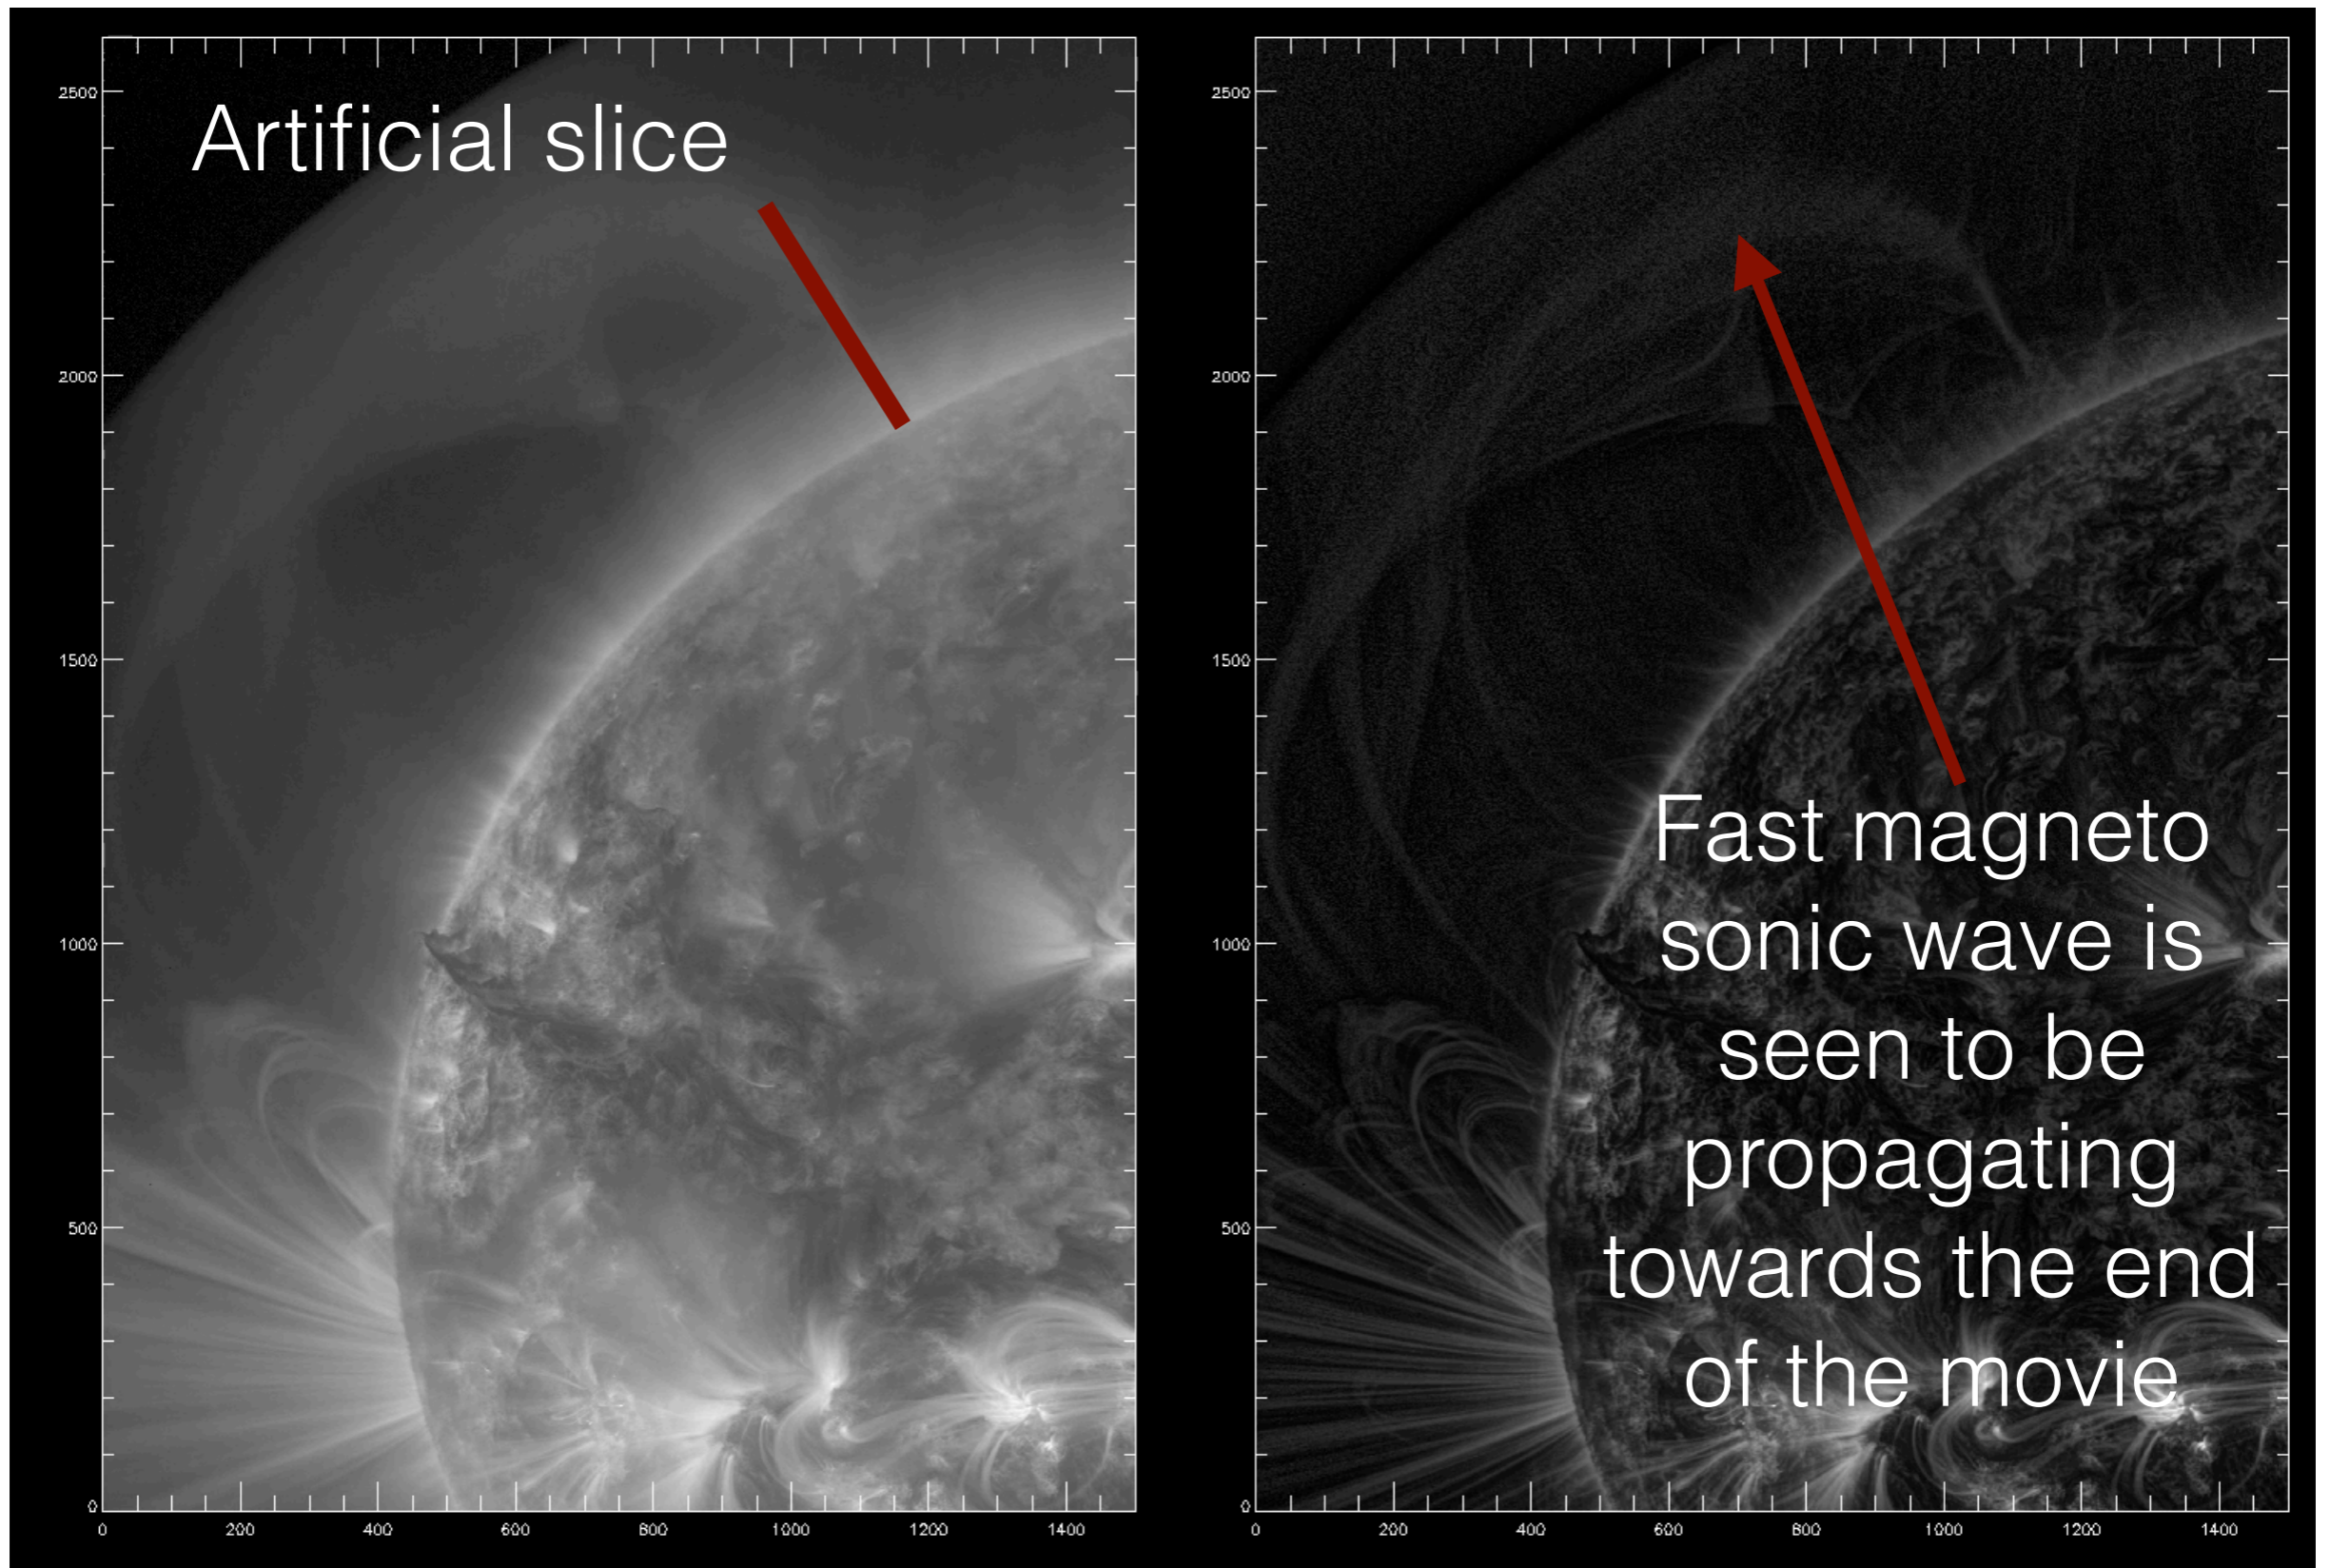 Artificial slice
2500
2000
1500
1000
500
0
0 200 400 600 800 1000 1200 1400
2500
2000
1500
1000
500
0
0 200 400 600 800 1000 1200 1400
Fast magneto
sonic wave is
seen to be
propagating
towards the end
of the movie